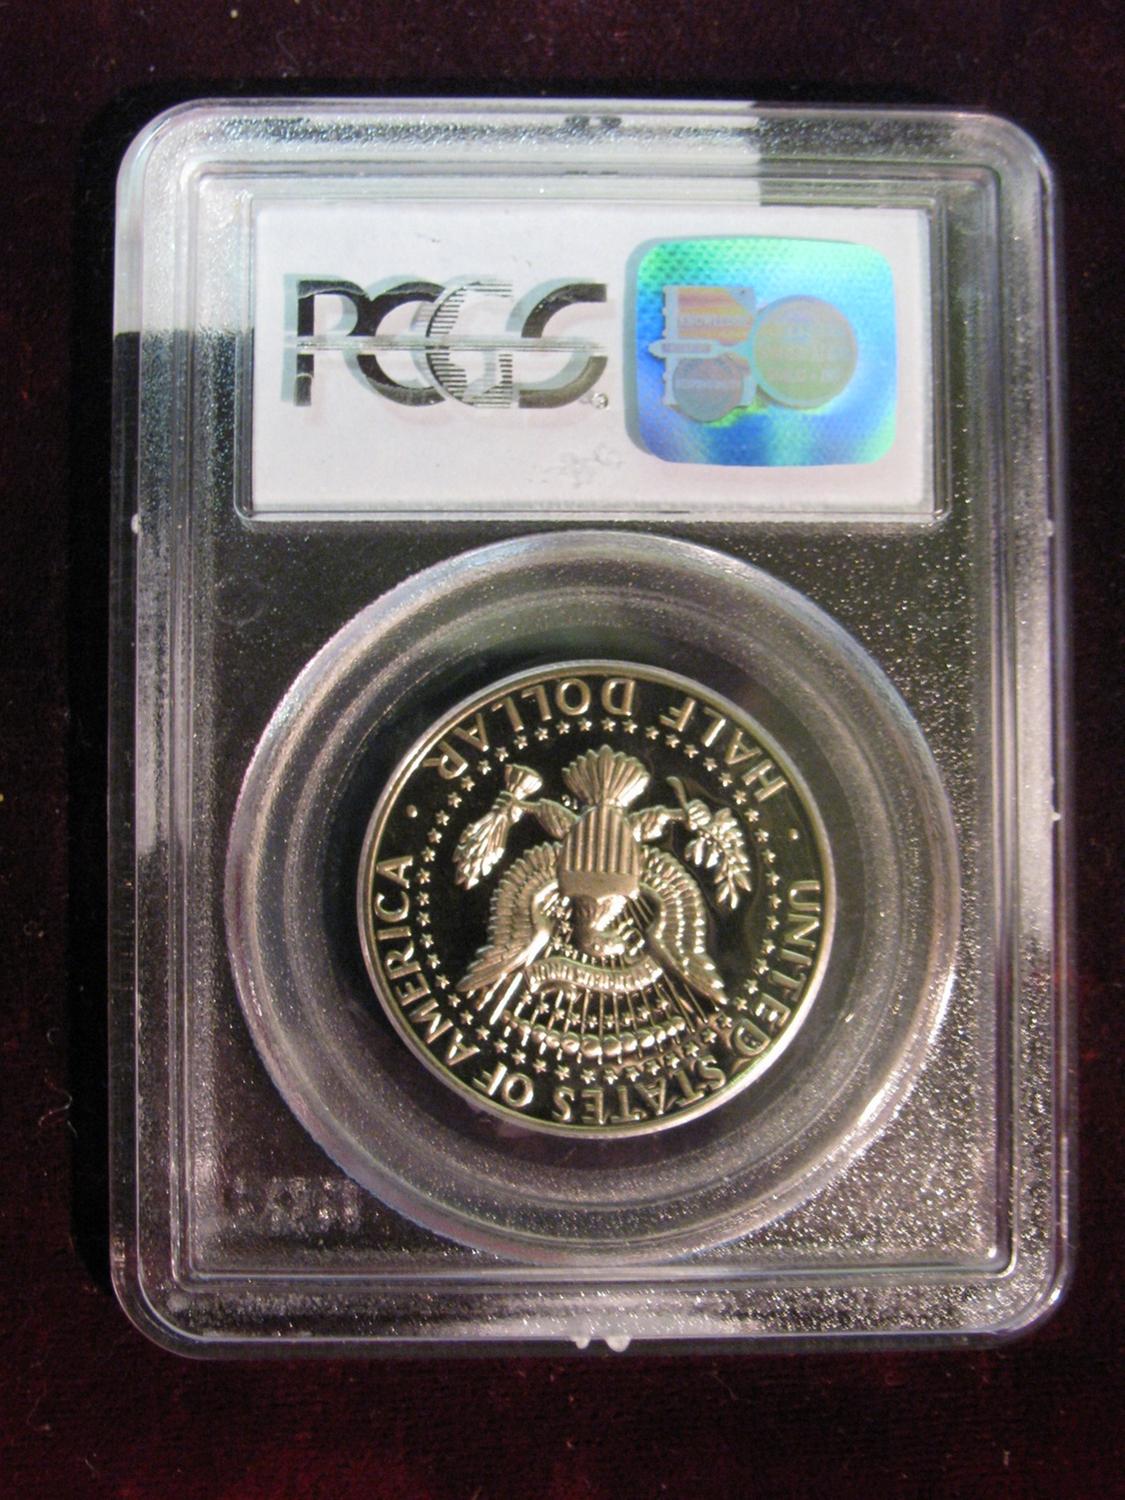 PCGS
UNITED STATES OF AMERICA
HALF DOLLAR